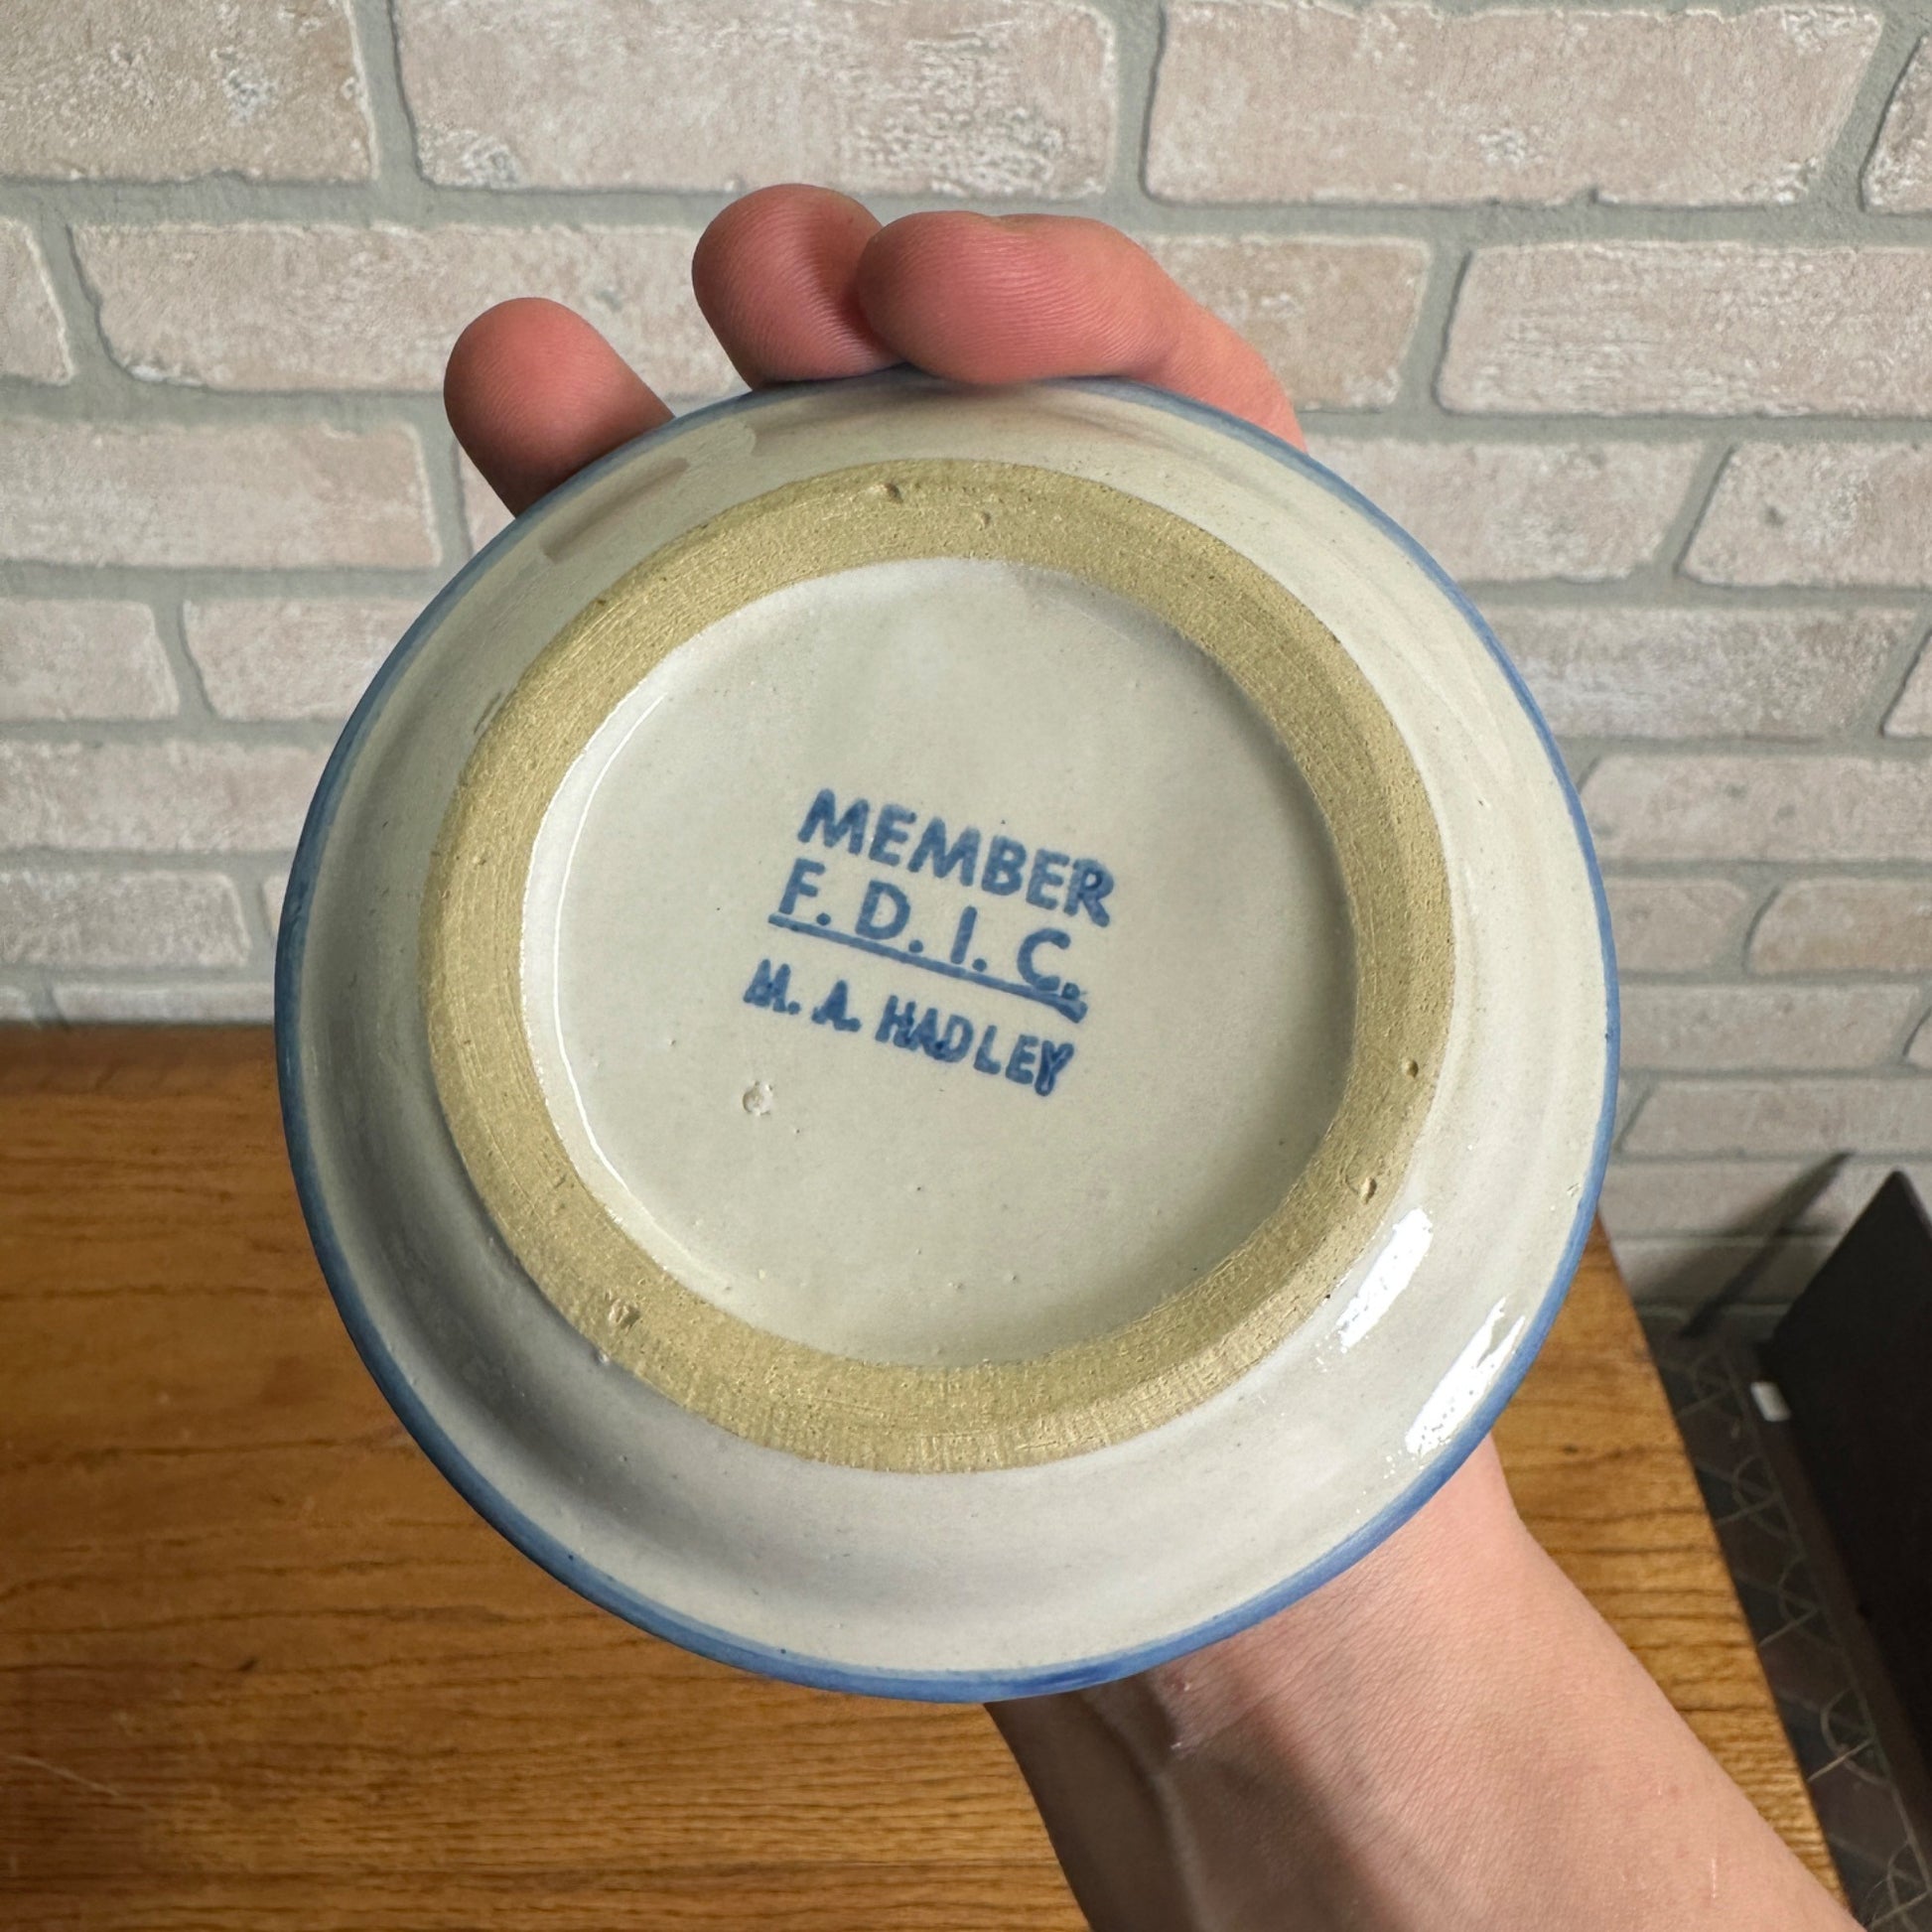 MEMBER
F. D. I. C.
M. A. HADLEY